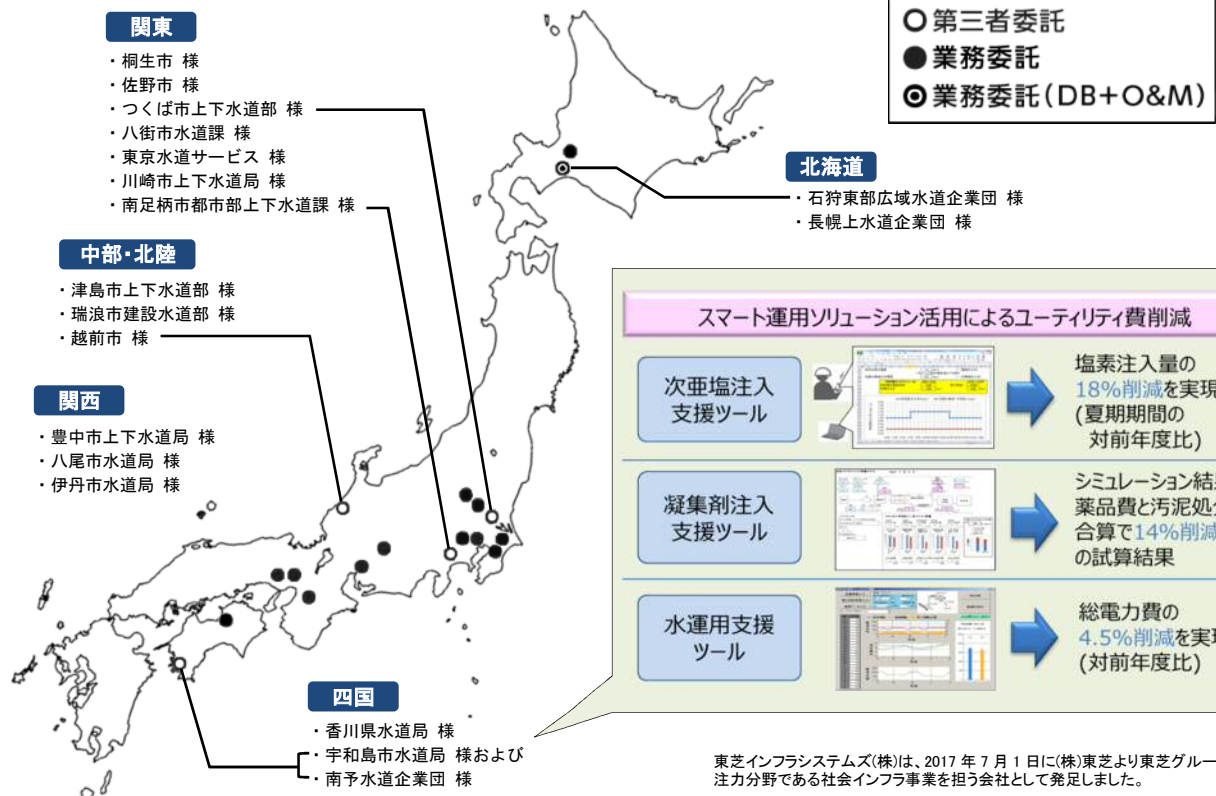 関東
・桐生市 様
・佐野市 様
・つくば市上下水道部 様
・八街市水道課 様
・東京水道サービス 様
・川崎市上下水道局 様
・南足柄市都市部上下水道課 様
中部・北陸
・津島市上下水道部 様
・瑞浪市建設水道部 様
・越前市 様
関西
・豊中市上下水道局 様
・八尾市水道局 様
・伊丹市水道局 様
四国
・香川県水道局 様
・宇和島市水道局 様および
・南予水道企業団 様
○第三者委託
●業務委託
◎業務委託(DB+O&M)
北海道
・石狩東部広域水道企業団 様
・長幌上水道企業団 様
スマート運用ソリューション活用によるユーティリティ費削減
次亜塩注入
支援ツール
塩素注入量の
18%削減を実現
(夏期期間の
対前年度比)
凝集剤注入
支援ツール
シミュレーション結
薬品費と汚泥処
合算で14%削減
の試算結果
水運用支援
ツール
総電力費の
4.5%削減を実
(対前年度比)
東芝インフラシステムズ(株)は、2017 年 7 月 1 日に(株)東芝より東芝グルー
注力分野である社会インフラ事業を担う会社として発足しました。